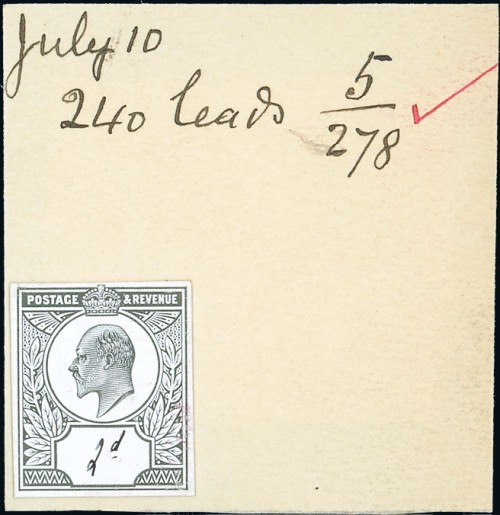 July 10
240 leads 5/278
POSTAGE & REVENUE
2d